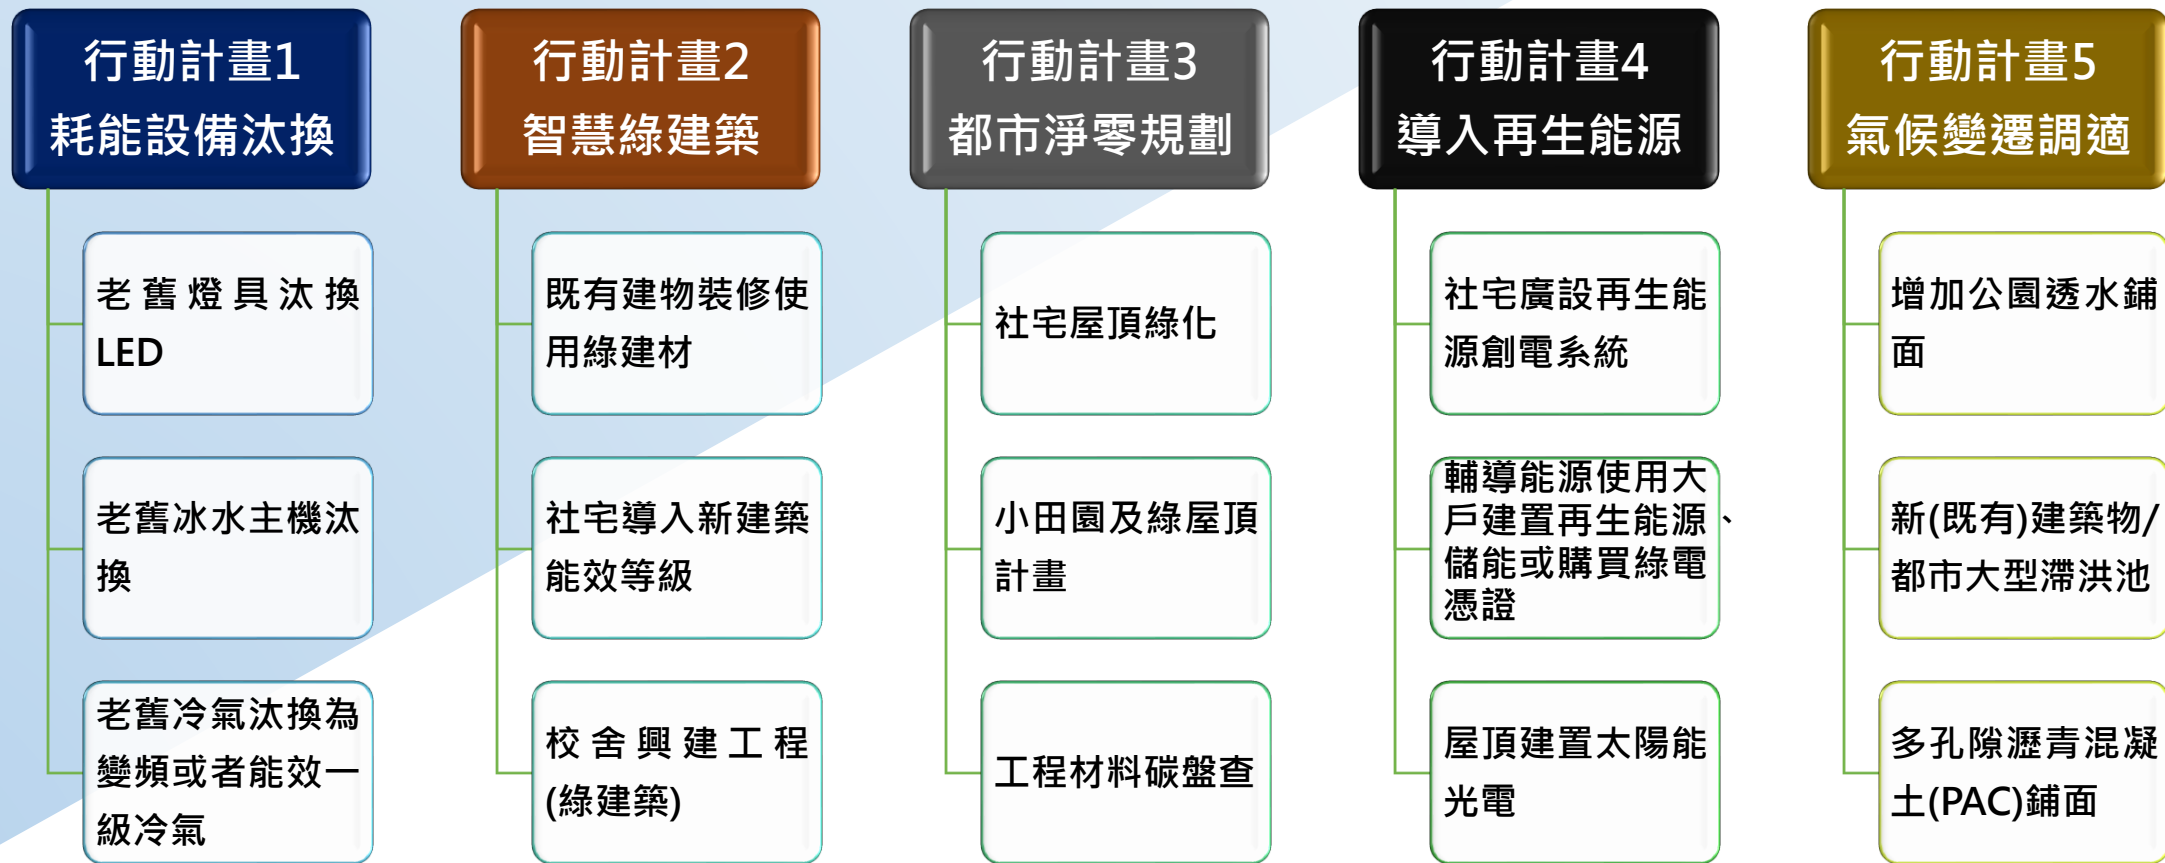 行動計畫1
耗能設備汰換
老舊燈具汰換
LED
老舊冰水主機汰
換
老舊冷氣汰換為
變頻或者能效一
級冷氣
行動計畫2
智慧綠建築
既有建物裝修使
用綠建材
社宅導入新建築
能效等級
校舍興建工程
(綠建築)
行動計畫3
都市淨零規劃
社宅屋頂綠化
小田園及綠屋頂
計畫
工程材料碳盤查
行動計畫4
導入再生能源
社宅廣設再生能
源創電系統
輔導能源使用大
戶建置再生能源、
儲能或購買綠電
憑證
屋頂建置太陽能
光電
行動計畫5
氣候變遷調適
增加公園透水鋪
面
新(既有)建築物/
都市大型滯洪池
多孔隙瀝青混凝
土(PAC)鋪面